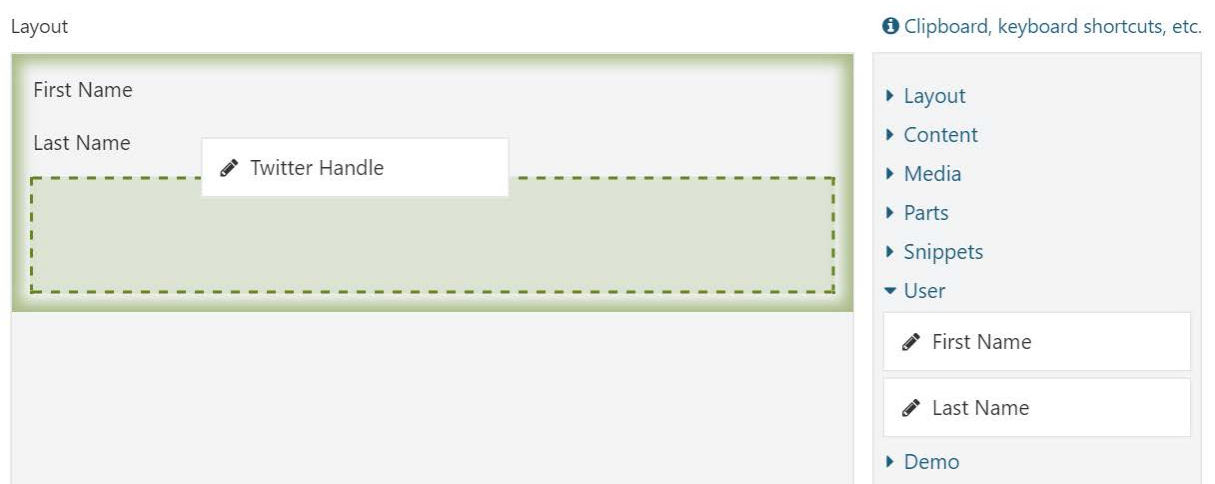 Layout
Clipboard, keyboard shortcuts, etc.
First Name
Last Name
Twitter Handle
Layout
Content
Media
Parts
Snippets
User
First Name
Last Name
Demo